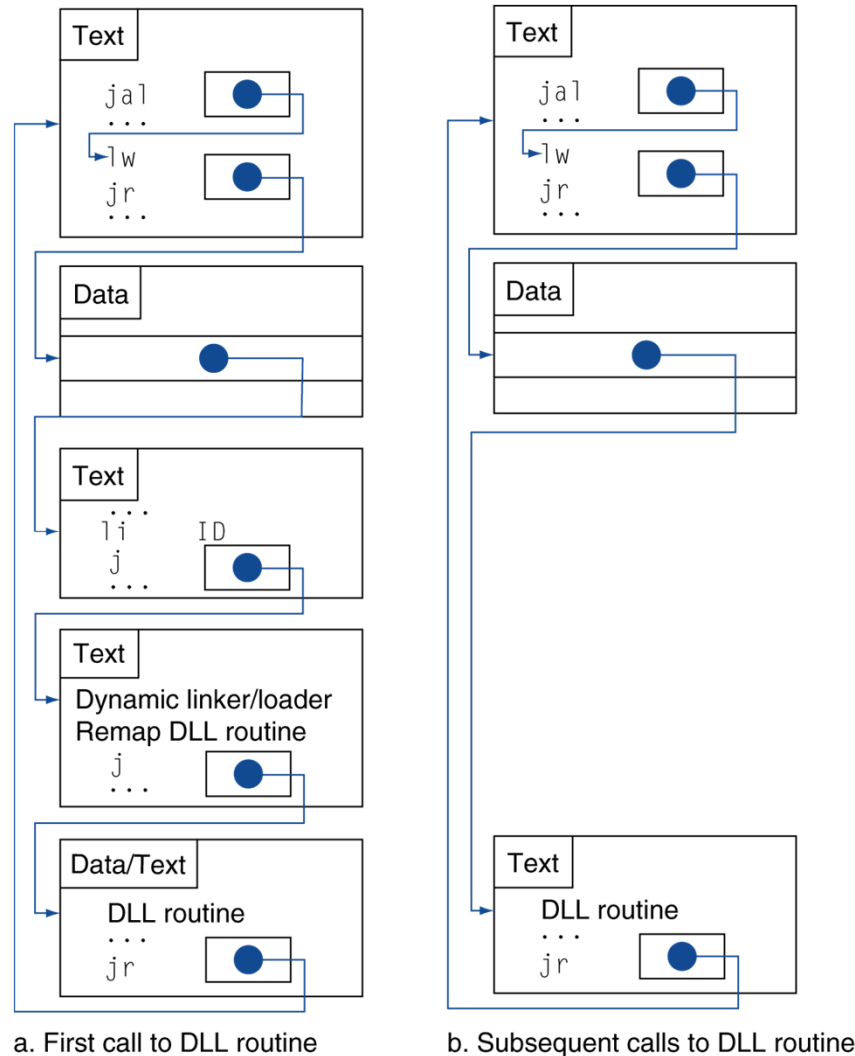 Text
jal
...
lw
jr
...
Data
Text
...
li ID
j
...
Text
Dynamic linker/loader
Remap DLL routine
j
...
Data/Text
DLL routine
...
jr
a. First call to DLL routine
Text
jal
...
lw
jr
...
Data
Text
DLL routine
...
jr
b. Subsequent calls to DLL routine